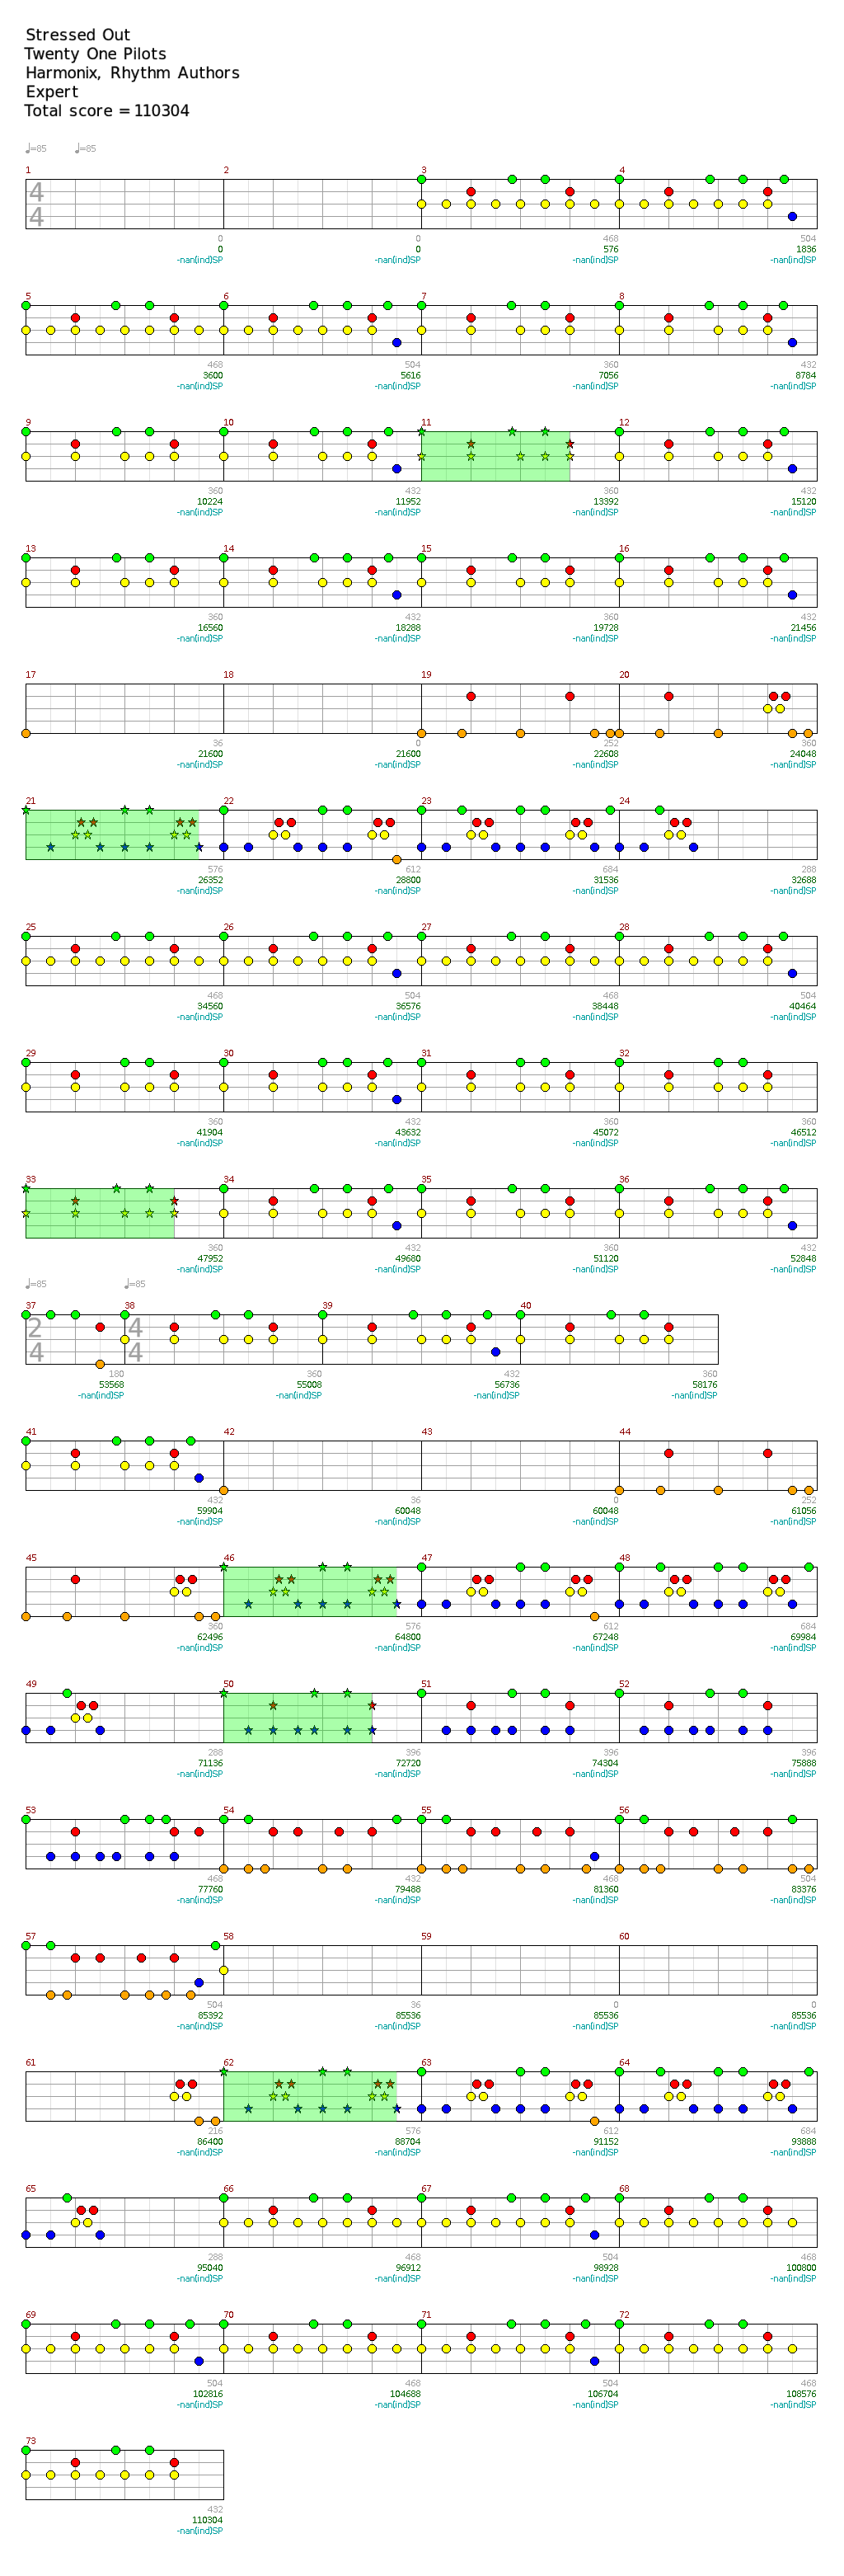 Stressed Out
Twenty One Pilots
Harmonix, Rhythm Authors
Expert
Total score = 110304
♩=85 ♩=85
1 2 3 4
4
4
0 0 468 504
0 0 576 1836
-nan(ind)SP -nan(ind)SP -nan(ind)SP -nan(ind)SP
5 6 7 8
468 504 360 432
3600 5616 7056 8784
-nan(ind)SP -nan(ind)SP -nan(ind)SP -nan(ind)SP
9 10 11 12
360 432 360 432
10224 11952 13392 15120
-nan(ind)SP -nan(ind)SP -nan(ind)SP -nan(ind)SP
13 14 15 16
360 432 360 432
16560 18288 19728 21456
-nan(ind)SP -nan(ind)SP -nan(ind)SP -nan(ind)SP
17 18 19 20
36 0 252 360
21600 21600 22608 24048
-nan(ind)SP -nan(ind)SP -nan(ind)SP -nan(ind)SP
21 22 23 24
576 612 684 288
26352 28800 31536 32688
-nan(ind)SP -nan(ind)SP -nan(ind)SP -nan(ind)SP
25 26 27 28
468 504 468 504
34560 36576 38448 40464
-nan(ind)SP -nan(ind)SP -nan(ind)SP -nan(ind)SP
29 30 31 32
360 432 360 360
41904 43632 45072 46512
-nan(ind)SP -nan(ind)SP -nan(ind)SP -nan(ind)SP
33 34 35 36
360 432 360 432
47952 49680 51120 52848
-nan(ind)SP -nan(ind)SP -nan(ind)SP -nan(ind)SP
♩=85 ♩=85
37 38 39 40
2 4
4 4
180 360 432 360
53568 55008 56736 58176
-nan(ind)SP -nan(ind)SP -nan(ind)SP -nan(ind)SP
41 42 43 44
432 36 0 252
59904 60048 60048 61056
-nan(ind)SP -nan(ind)SP -nan(ind)SP -nan(ind)SP
45 46 47 48
360 576 612 684
62496 64800 67248 69984
-nan(ind)SP -nan(ind)SP -nan(ind)SP -nan(ind)SP
49 50 51 52
288 396 396 396
71136 72720 74304 75888
-nan(ind)SP -nan(ind)SP -nan(ind)SP -nan(ind)SP
53 54 55 56
468 432 468 504
77760 79488 81360 83376
-nan(ind)SP -nan(ind)SP -nan(ind)SP -nan(ind)SP
57 58 59 60
504 36 0 0
85392 85536 85536 85536
-nan(ind)SP -nan(ind)SP -nan(ind)SP -nan(ind)SP
61 62 63 64
216 576 612 684
86400 88704 91152 93888
-nan(ind)SP -nan(ind)SP -nan(ind)SP -nan(ind)SP
65 66 67 68
288 468 504 468
95040 96912 98928 100800
-nan(ind)SP -nan(ind)SP -nan(ind)SP -nan(ind)SP
69 70 71 72
504 468 504 468
102816 104688 106704 108576
-nan(ind)SP -nan(ind)SP -nan(ind)SP -nan(ind)SP
73
432
110304
-nan(ind)SP